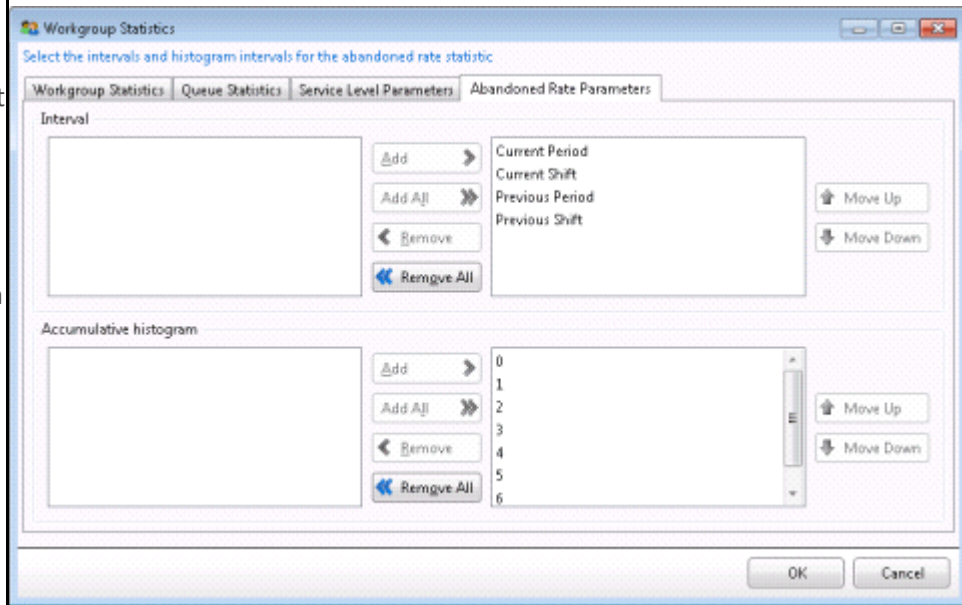 Workgroup Statistics
Select the intervals and histogram intervals for the abandoned rate statistic
Workgroup Statistics Queue Statistics Service Level Parameters Abandoned Rate Parameters
Interval
Add
Add All
Remove
Remove All
Current Period
Current Shift
Previous Period
Previous Shift
Move Up
Move Down
Accumulative histogram
Add
Add All
Remove
Remove All
0
1
2
3
4
5
6
Move Up
Move Down
OK Cancel